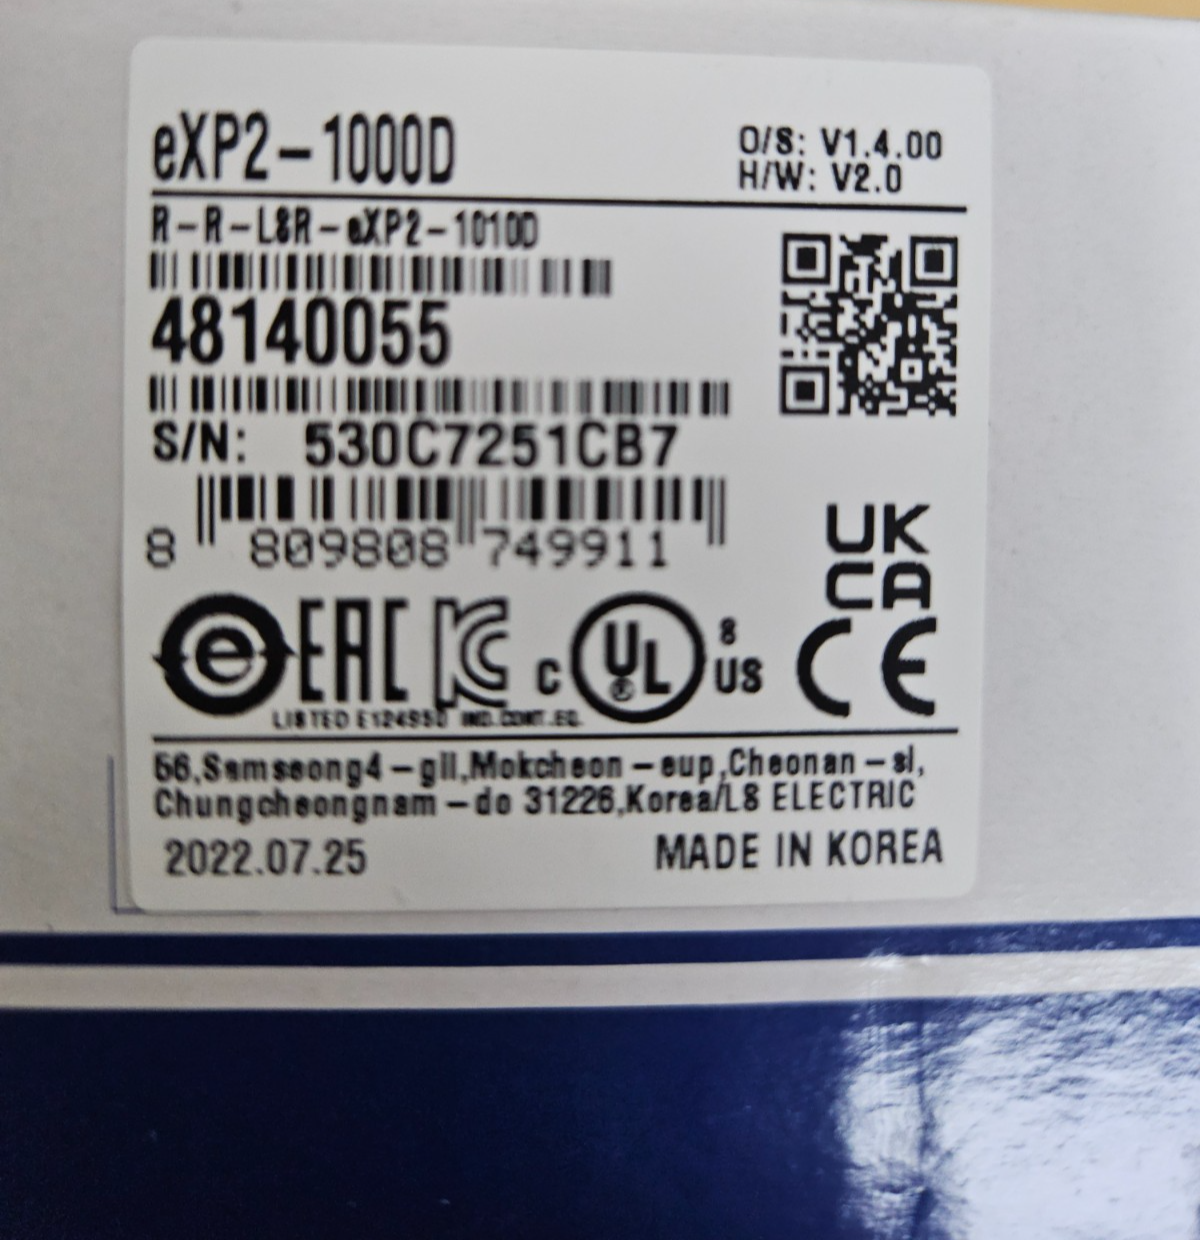 eXP2-1000D
O/S: V1.4.00
H/W: V2.0
R-R-LSR-eXP2-1010D
48140055
S/N: 530C7251CB7
8 809808 749911
UK
CA
e EAC KC c UL ® US CE
LISTED E124950 IND.CONT.EQ.
56,Samseong4-gil,Mokcheon-eup,Cheonan-si,
Chungcheongnam-do 31226,Korea/LS ELECTRIC
2022.07.25
MADE IN KOREA